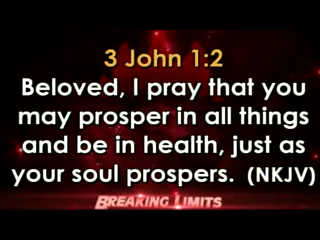 3 John 1:2
Beloved, I pray that you
may prosper in all things
and be in health, just as
your soul prospers. (NKJV)
BREAKING LIMITS